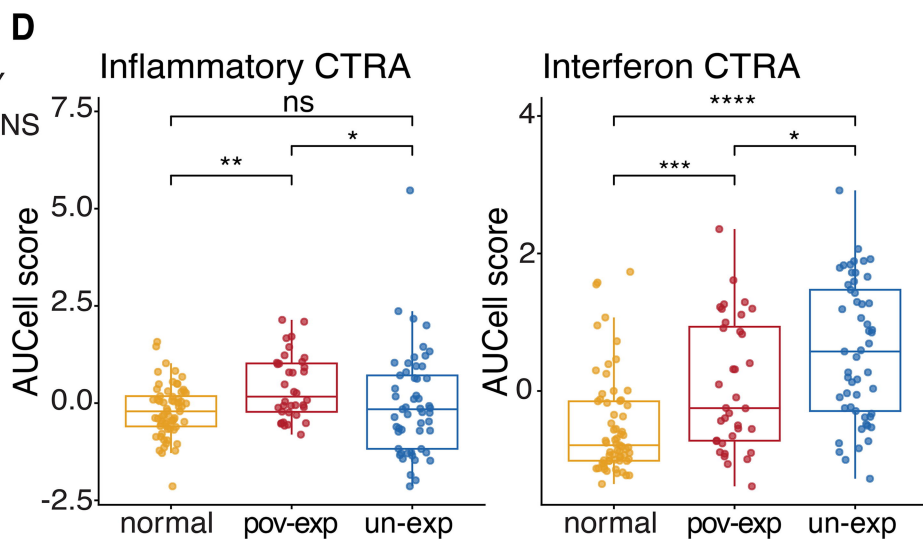 D
Inflammatory CTRA
Interferon CTRA
NS
7.5
5.0
2.5
0.0
-2.5
AUCell score
ns
*
**
normal
pov-exp
un-exp
4
2
0
AUCell score
****
*
***
normal
pov-exp
un-exp